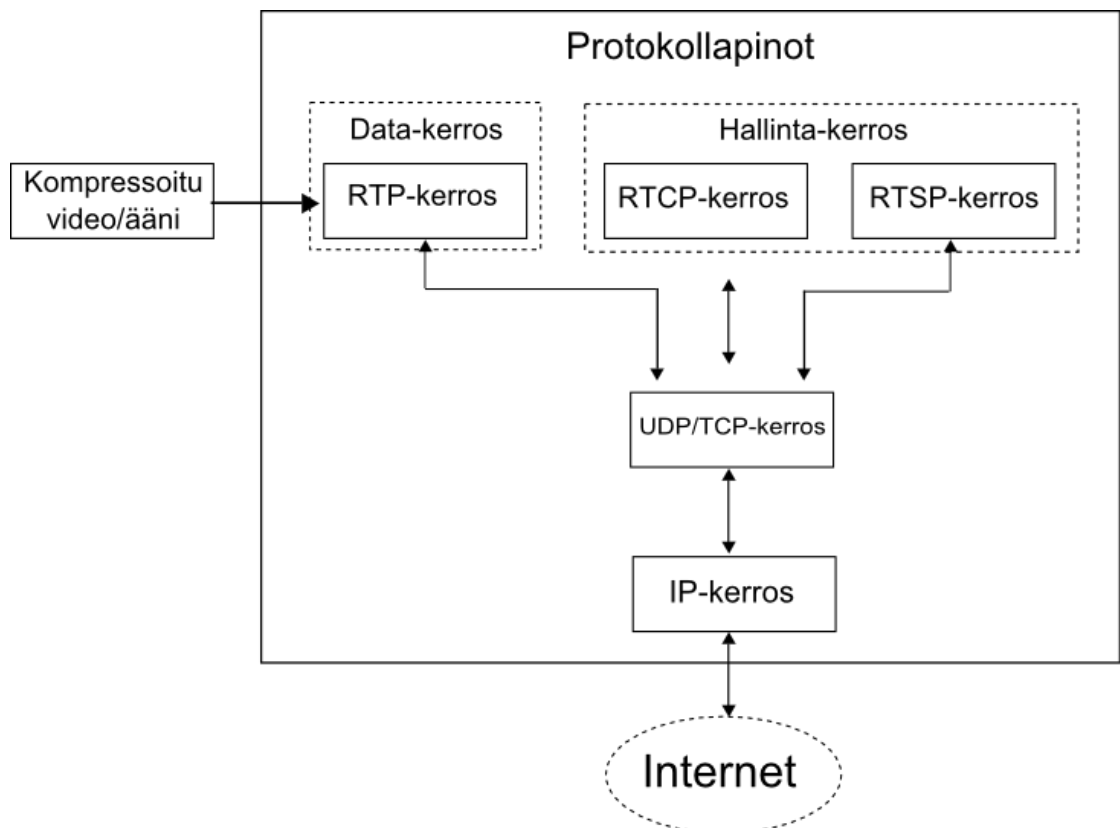 Protokollapinot
Data-kerros
Hallinta-kerros
Kompressoitu
video/ääni
RTP-kerros
RTCP-kerros
RTSP-kerros
UDP/TCP-kerros
IP-kerros
Internet